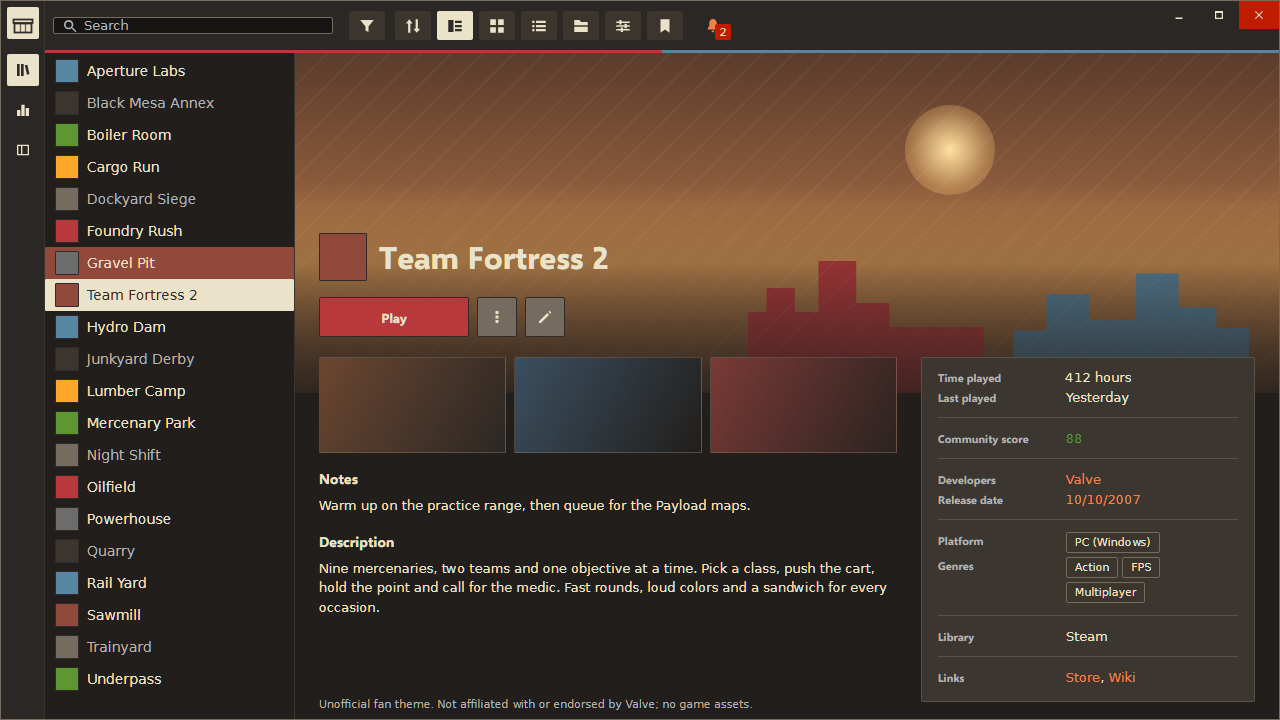 Search
2
Aperture Labs
Black Mesa Annex
Boiler Room
Cargo Run
Dockyard Siege
Foundry Rush
Gravel Pit
Team Fortress 2
Hydro Dam
Junkyard Derby
Lumber Camp
Mercenary Park
Night Shift
Oilfield
Powerhouse
Quarry
Rail Yard
Sawmill
Trainyard
Underpass
Team Fortress 2
Play
Notes
Warm up on the practice range, then queue for the Payload maps.
Description
Nine mercenaries, two teams and one objective at a time. Pick a class, push the cart,
hold the point and call for the medic. Fast rounds, loud colors and a sandwich for every
occasion.
Unofficial fan theme. Not affiliated with or endorsed by Valve; no game assets.
Time played 412 hours
Last played Yesterday
Community score 88
Developers Valve
Release date 10/10/2007
Platform PC (Windows)
Genres Action FPS
Multiplayer
Library Steam
Links Store, Wiki